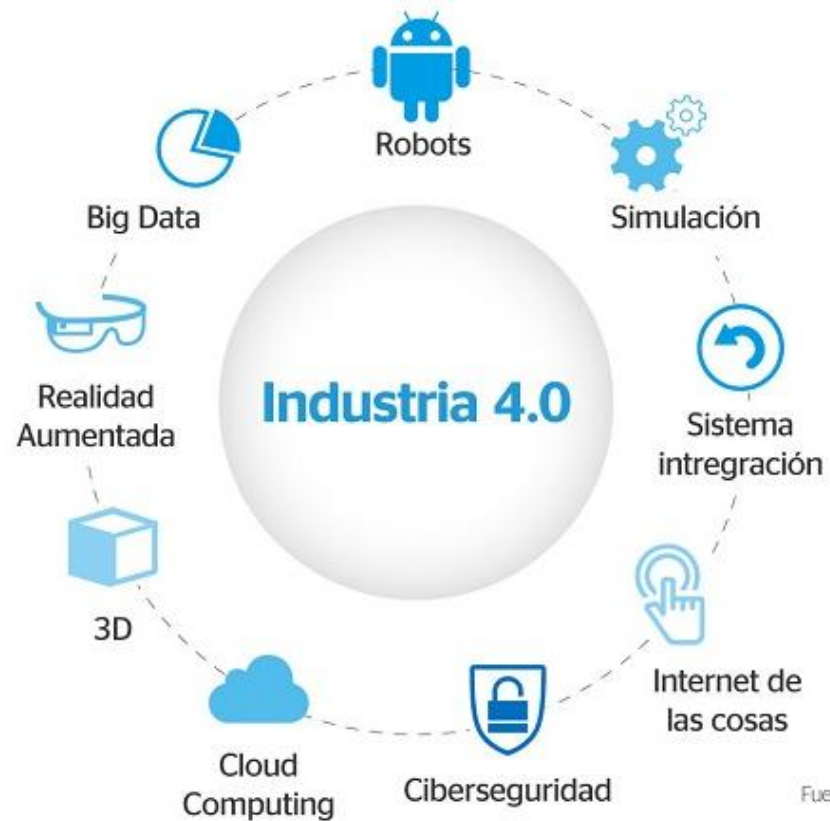 Robots
Simulación
Sistema
intregración
Internet de
las cosas
Ciberseguridad
Cloud
Computing
3D
Realidad
Aumentada
Big Data
Industria 4.0
Fue